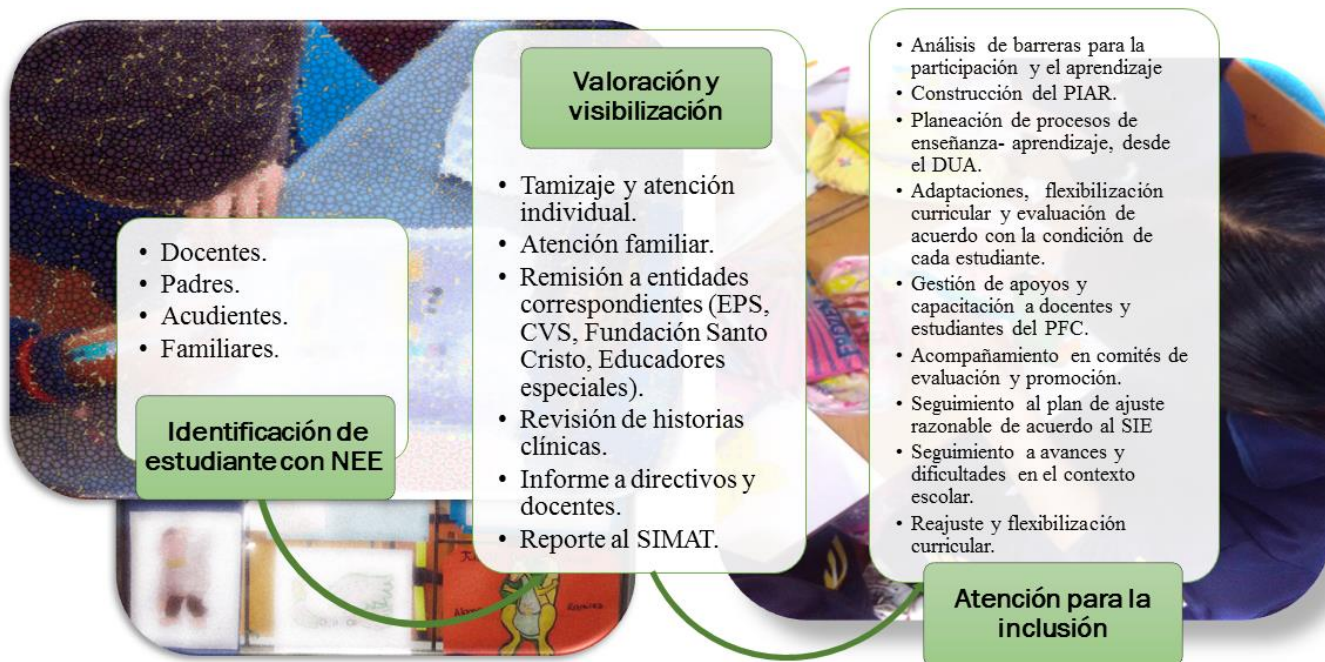 • Docentes.
• Padres.
• Acudientes.
• Familiares.
Identificación de
estudiante con NEE
Valoración y
visibilización
• Tamizaje y atención
individual.
• Atención familiar.
• Remisión a entidades
correspondientes (EPS,
CVS, Fundación Santo
Cristo, Educadores
especiales).
• Revisión de historias
clínicas.
• Informe a directivos y
docentes.
• Reporte al SIMAT.
• Análisis de barreras para la
participación y el aprendizaje
• Construcción del PIAR.
• Planeación de procesos de
enseñanza- aprendizaje, desde
el DUA.
• Adaptaciones, flexibilización
curricular y evaluación de
acuerdo con la condición de
cada estudiante.
• Gestión de apoyos y
capacitación a docentes y
estudiantes del PFC.
• Acompañamiento en comités de
evaluación y promoción.
• Seguimiento al plan de ajuste
razonable de acuerdo al SIE
• Seguimiento a avances y
dificultades en el contexto
escolar.
• Reajuste y flexibilización
curricular.
Atención para la
inclusión